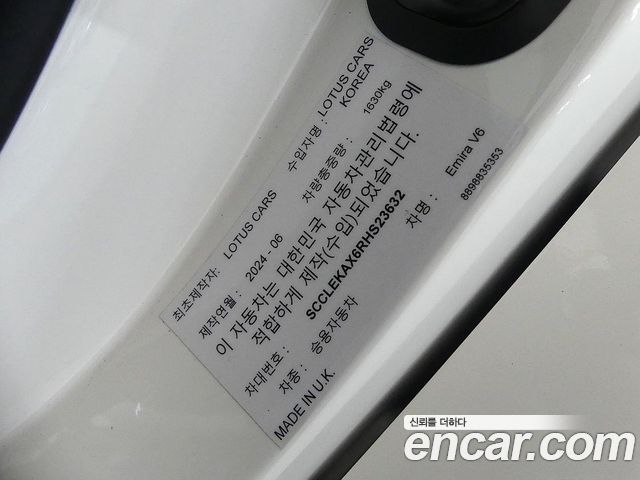 최초제작자: LOTUS CARS 수입자명: LOTUS CARS KOREA
제작연월: 2024 - 06 차량총중량: 1630kg
이 자동차는 대한민국 자동차관리법령에
적합하게 제작(수입)되었습니다.
차대번호: SCCLEKAX6RHS23632
차종: 승용자동차 차명: Emira V6
MADE IN U.K. 8898835353
신뢰를 더하다
encar.com